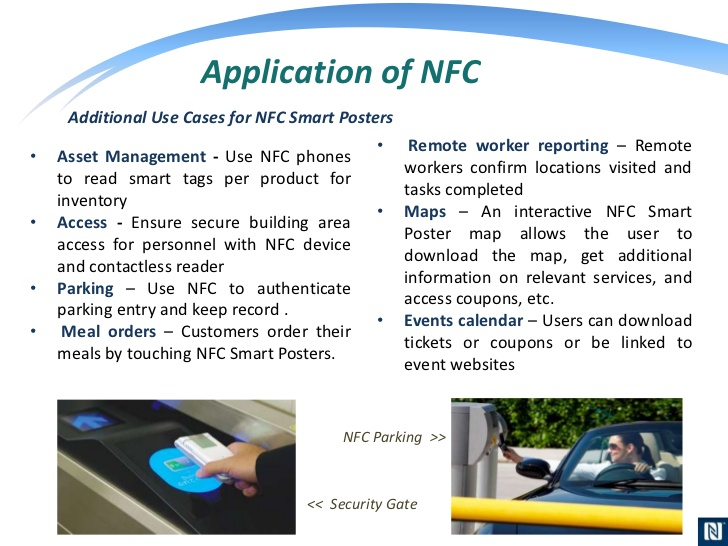 Application of NFC
Additional Use Cases for NFC Smart Posters
• Asset Management - Use NFC phones
to read smart tags per product for
inventory
• Access - Ensure secure building area
access for personnel with NFC device
and contactless reader
• Parking – Use NFC to authenticate
parking entry and keep record .
• Meal orders – Customers order their
meals by touching NFC Smart Posters.
• Remote worker reporting – Remote
workers confirm locations visited and
tasks completed
• Maps – An interactive NFC Smart
Poster map allows the user to
download the map, get additional
information on relevant services, and
access coupons, etc.
• Events calendar – Users can download
tickets or coupons or be linked to
event websites
NFC Parking >>
<< Security Gate